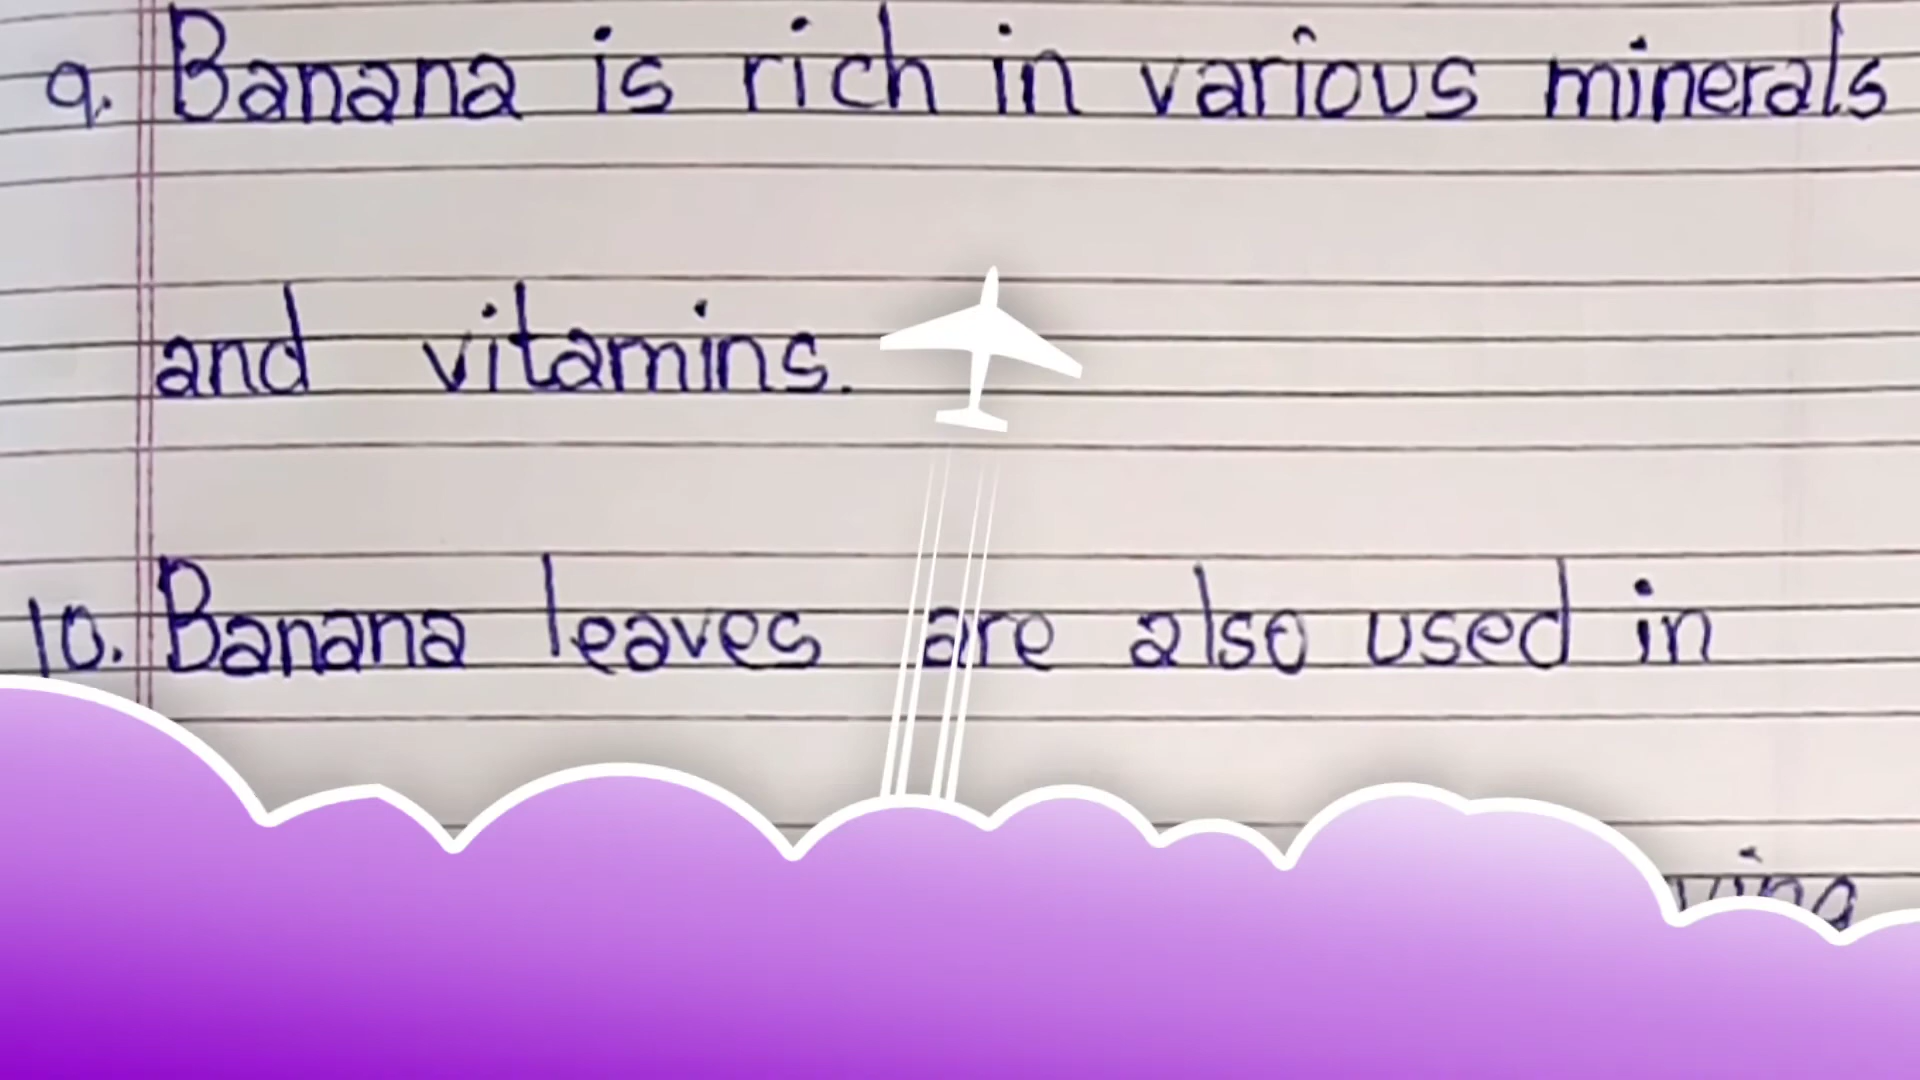 9. Banana is rich in various minerals
and vitamins.
10. Banana leaves are also used in